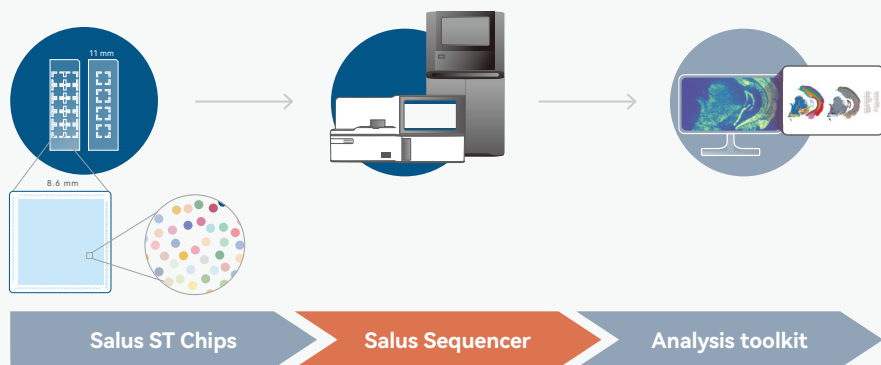 11 mm
8.6 mm
Salus ST Chips
Salus Sequencer
Analysis toolkit